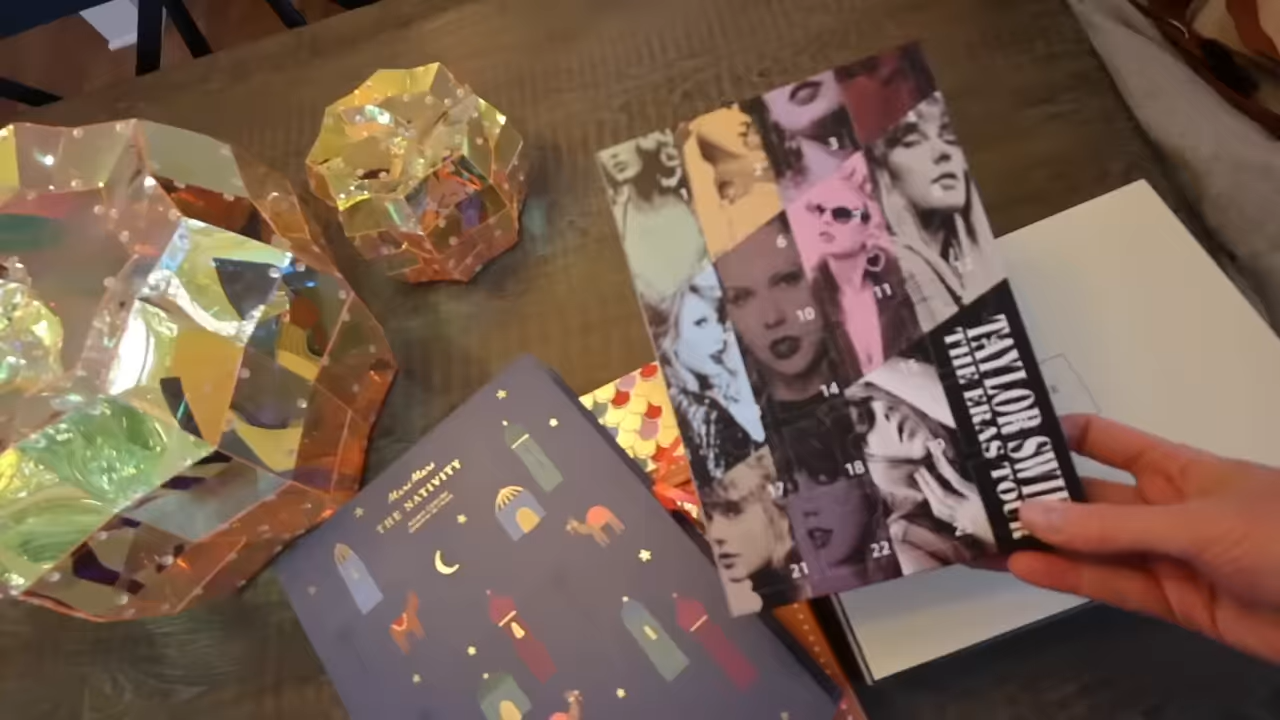 3
6
11
10
14
18
17
22
21
TAYLOR SWI
THE ERAS TOUR
Meri Meri
THE NATIVITY